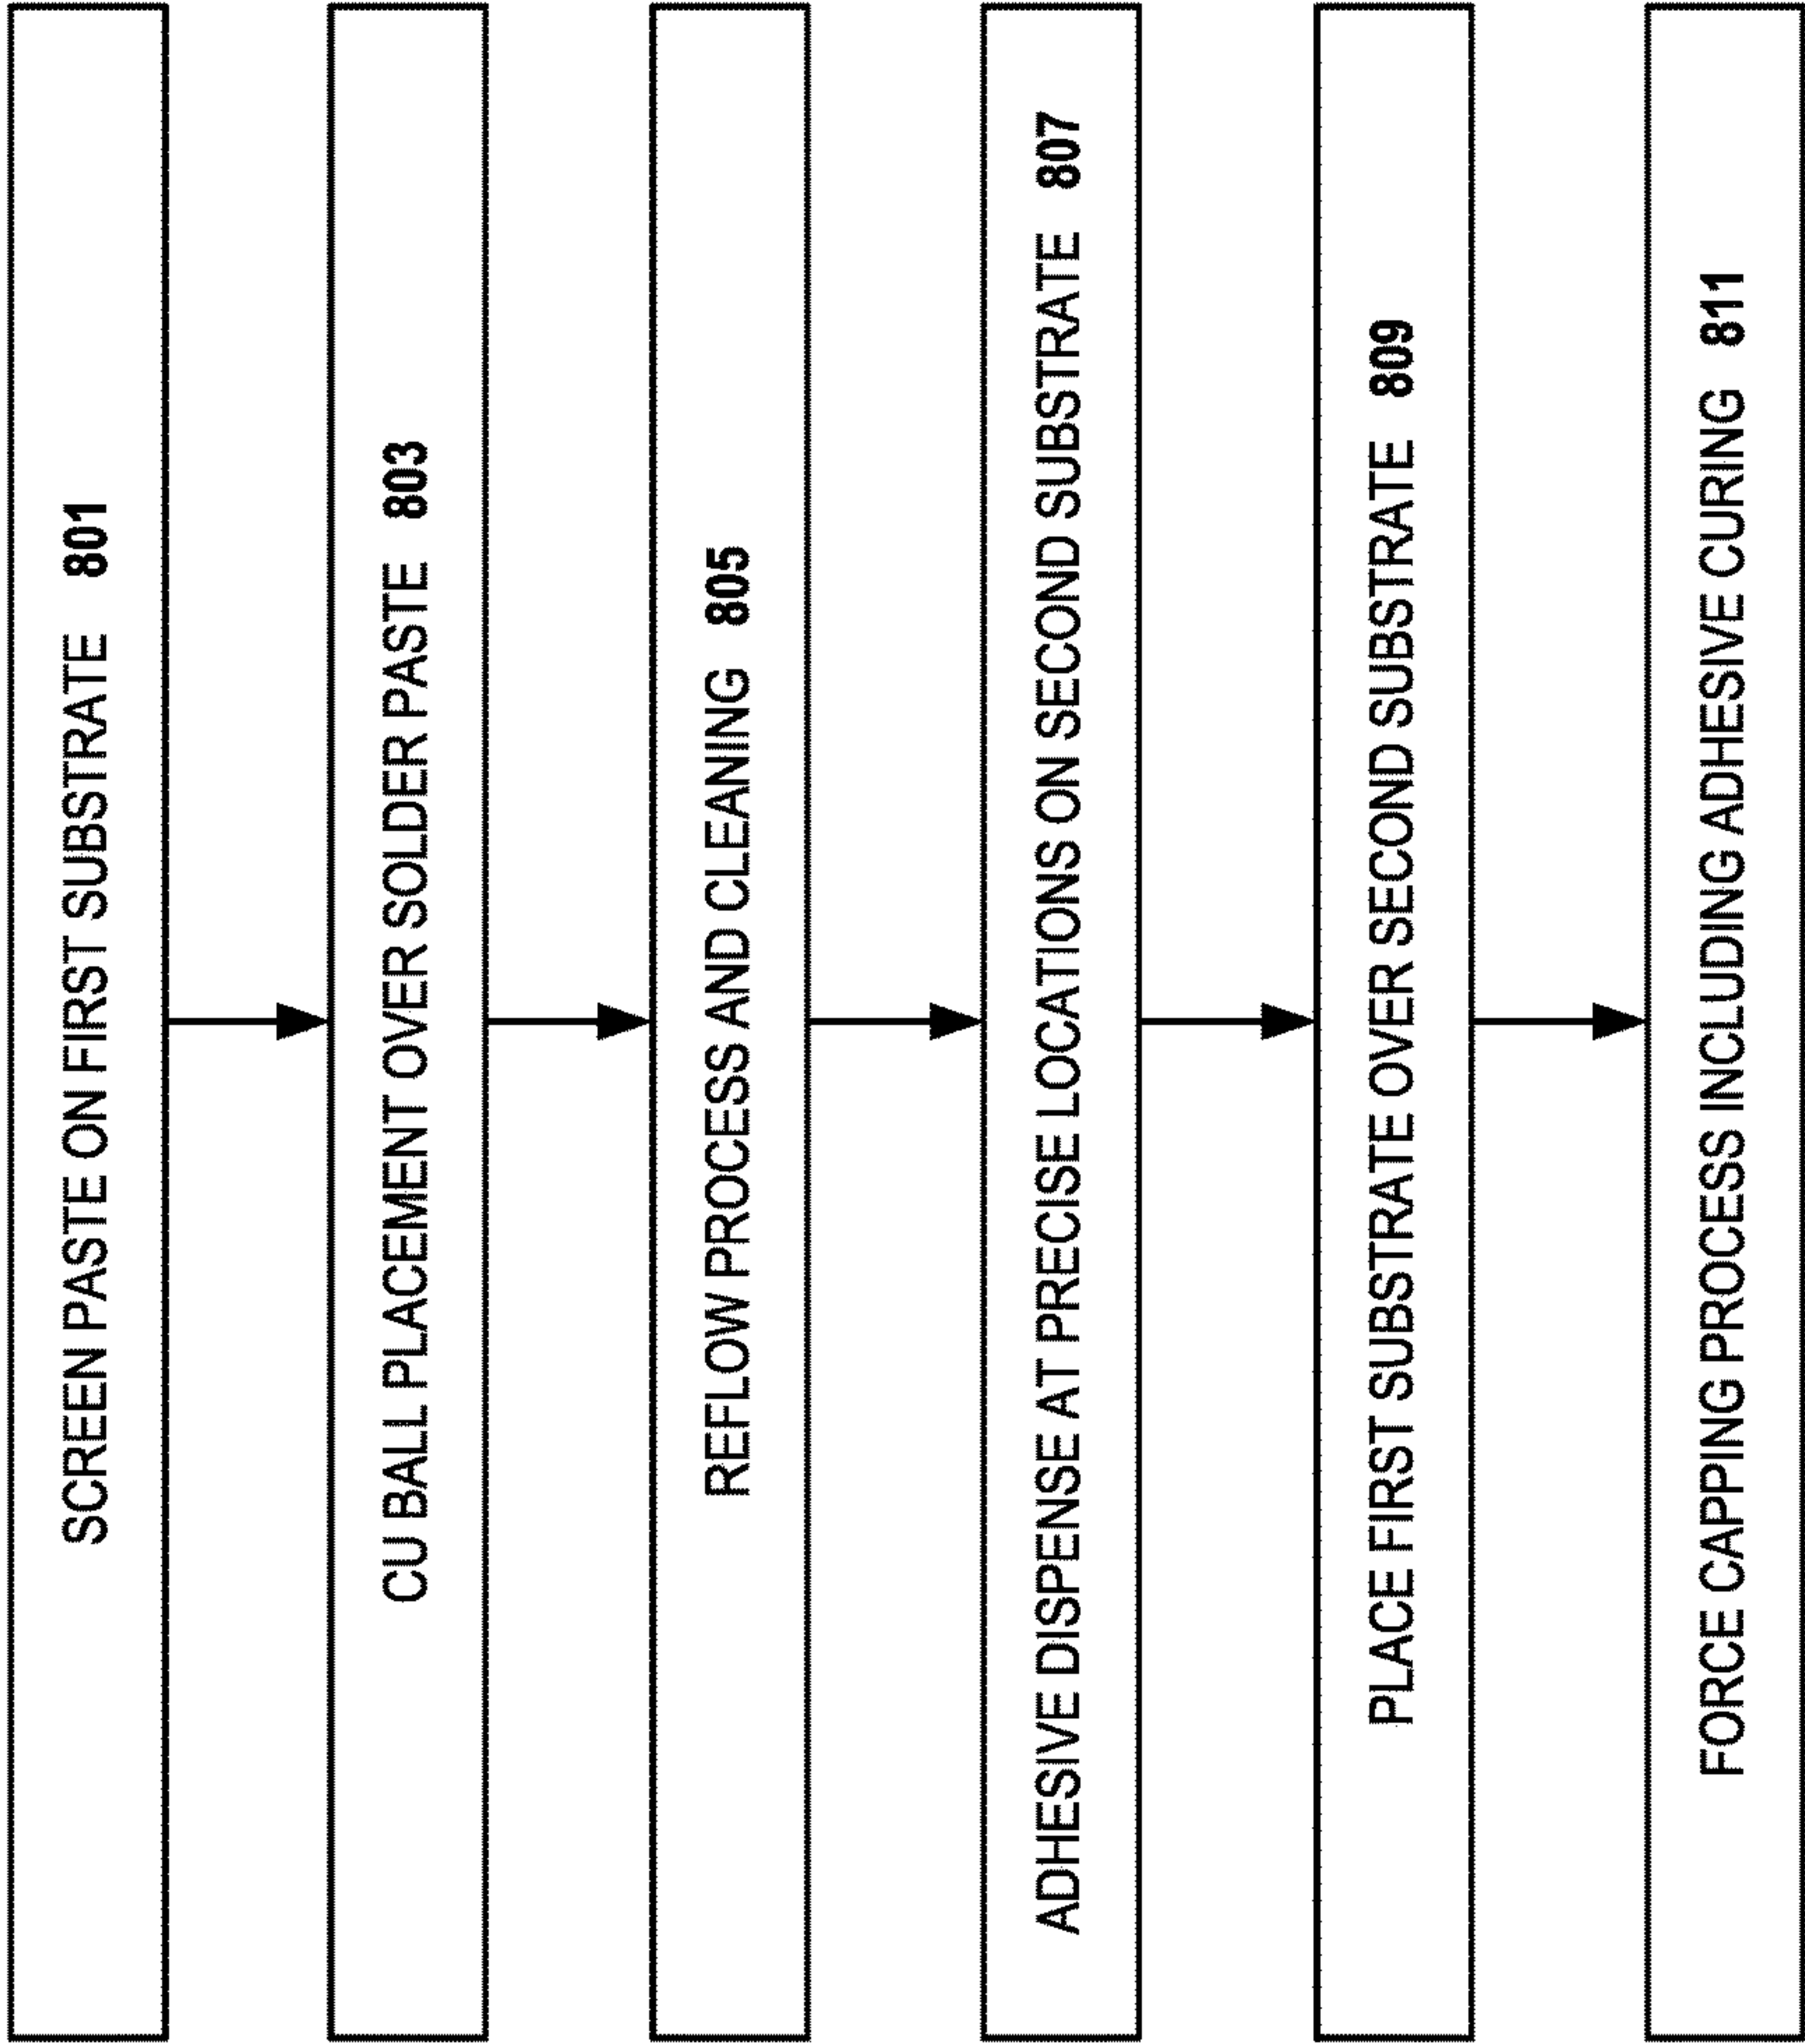 SCREEN PASTE ON FIRST SUBSTRATE 801
CU BALL PLACEMENT OVER SOLDER PASTE 803
REFLOW PROCESS AND CLEANING 805
ADHESIVE DISPENSE AT PRECISE LOCATIONS ON SECOND SUBSTRATE 807
PLACE FIRST SUBSTRATE OVER SECOND SUBSTRATE 809
FORCE CAPPING PROCESS INCLUDING ADHESIVE CURING 811